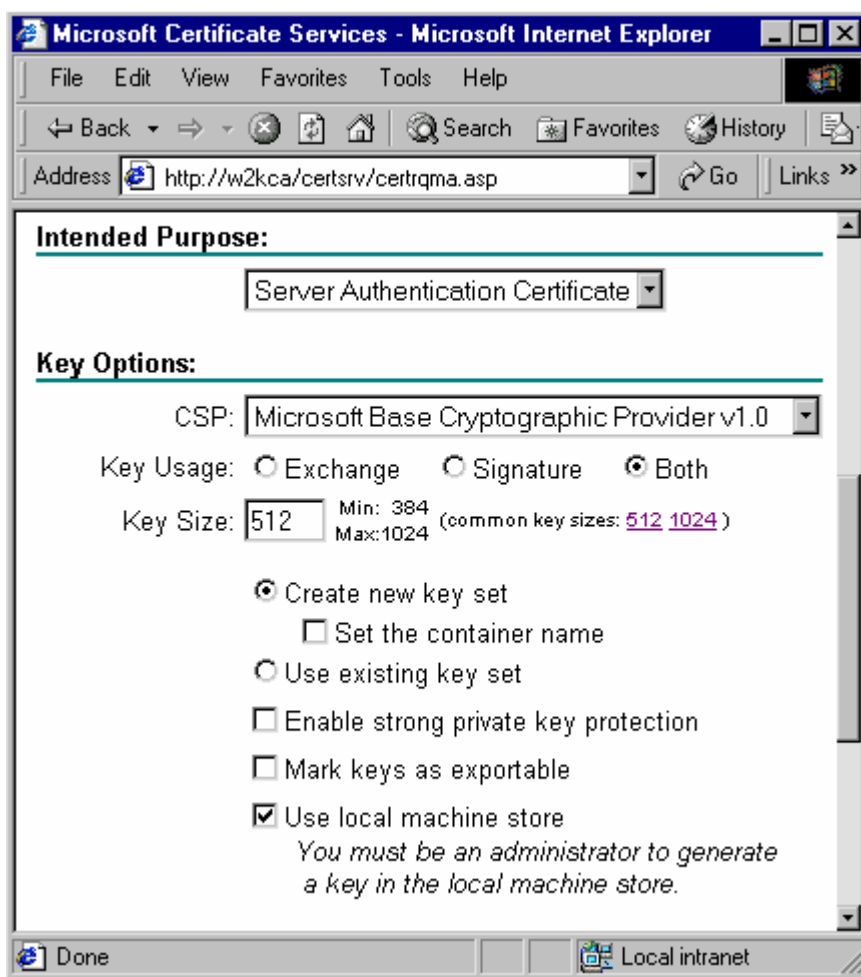 Microsoft Certificate Services - Microsoft Internet Explorer
File Edit View Favorites Tools Help
Back Search Favorites History
Address http://w2kca/certsrv/certrqma.asp Go Links »
Intended Purpose:
Server Authentication Certificate
Key Options:
CSP: Microsoft Base Cryptographic Provider v1.0
Key Usage: Exchange Signature Both
Key Size: 512 Min: 384 (common key sizes: 512 1024 )
Max:1024
Create new key set
Set the container name
Use existing key set
Enable strong private key protection
Mark keys as exportable
Use local machine store
You must be an administrator to generate
a key in the local machine store.
Done Local intranet